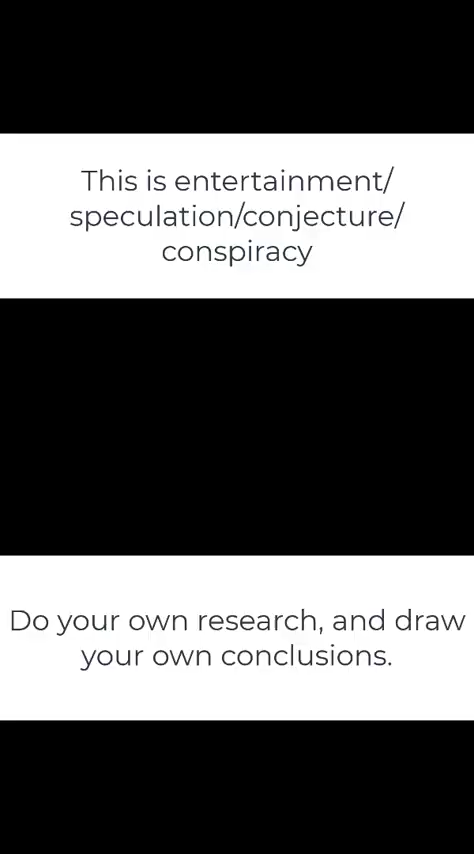 This is entertainment/
speculation/conjecture/
conspiracy
Do your own research, and draw
your own conclusions.